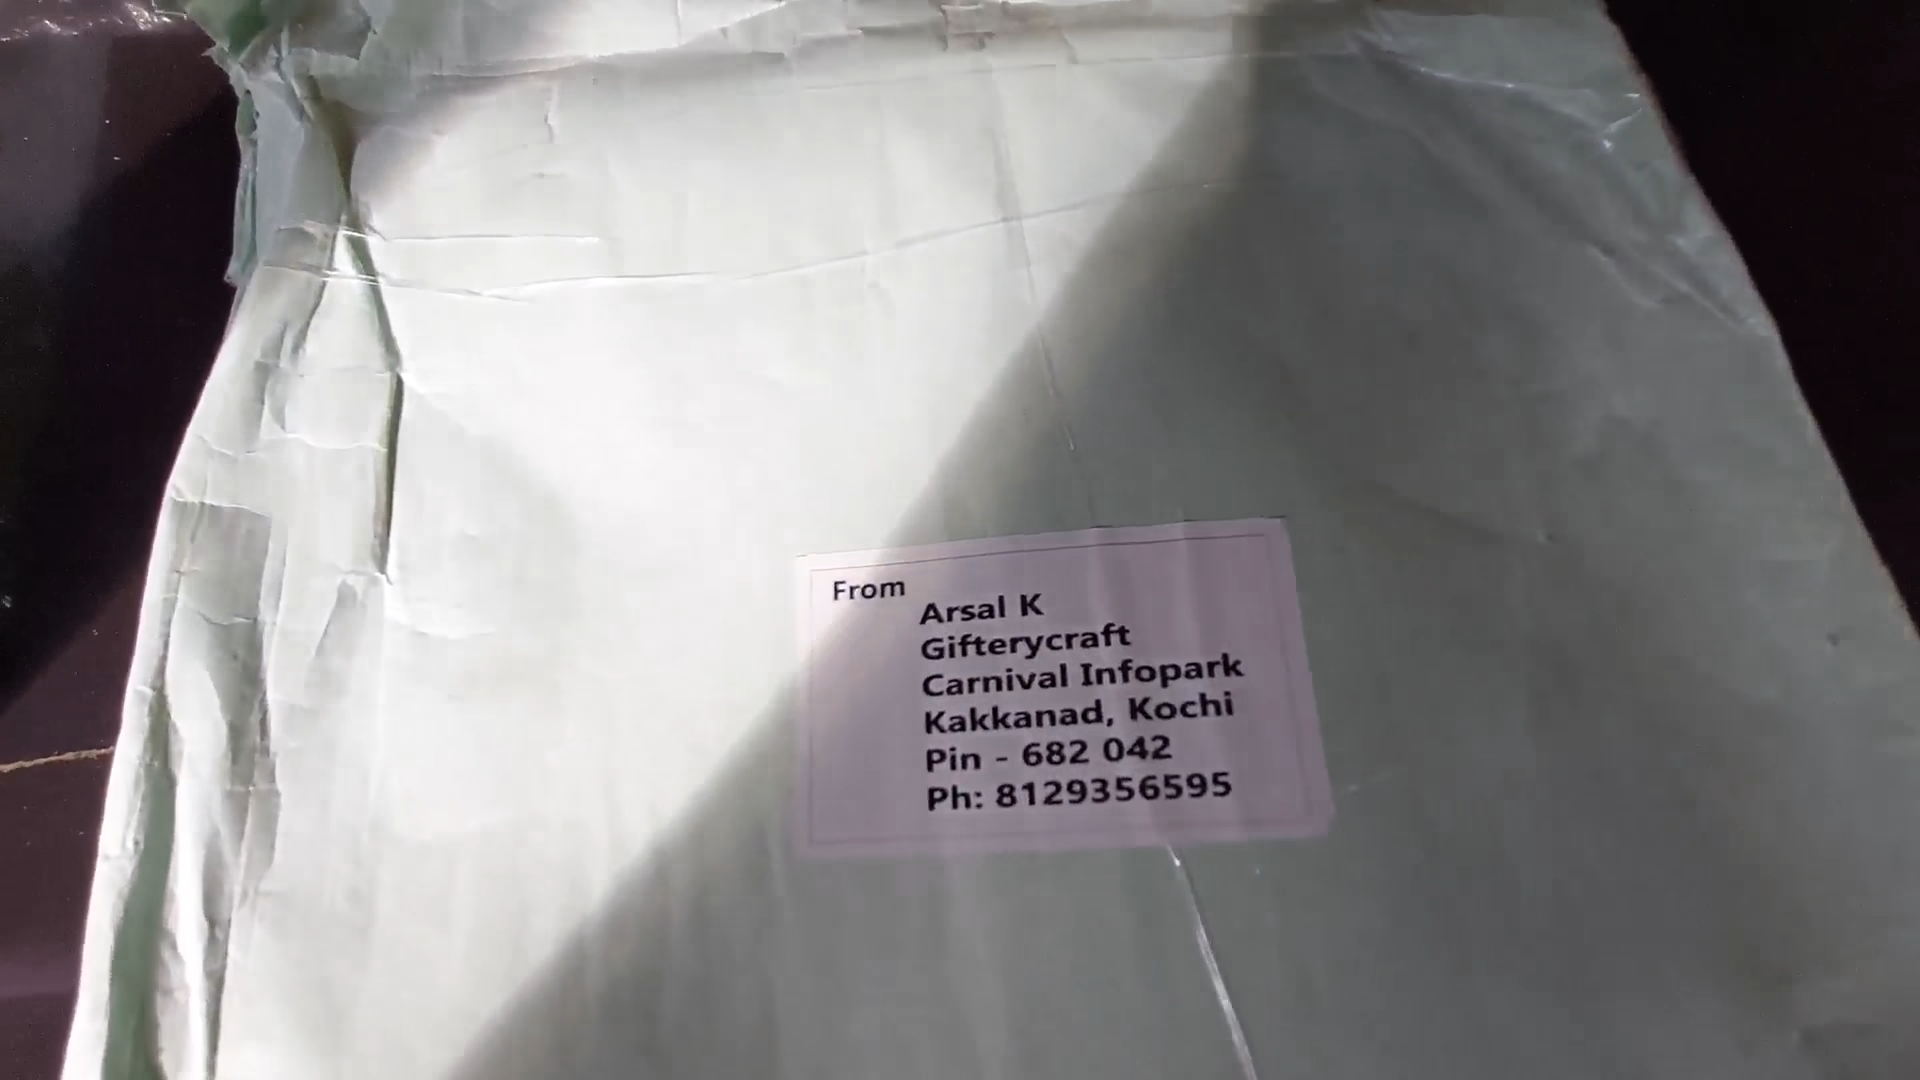 From
Arsal K
Gifterycraft
Carnival Infopark
Kakkanad, Kochi
Pin - 682 042
Ph: 8129356595